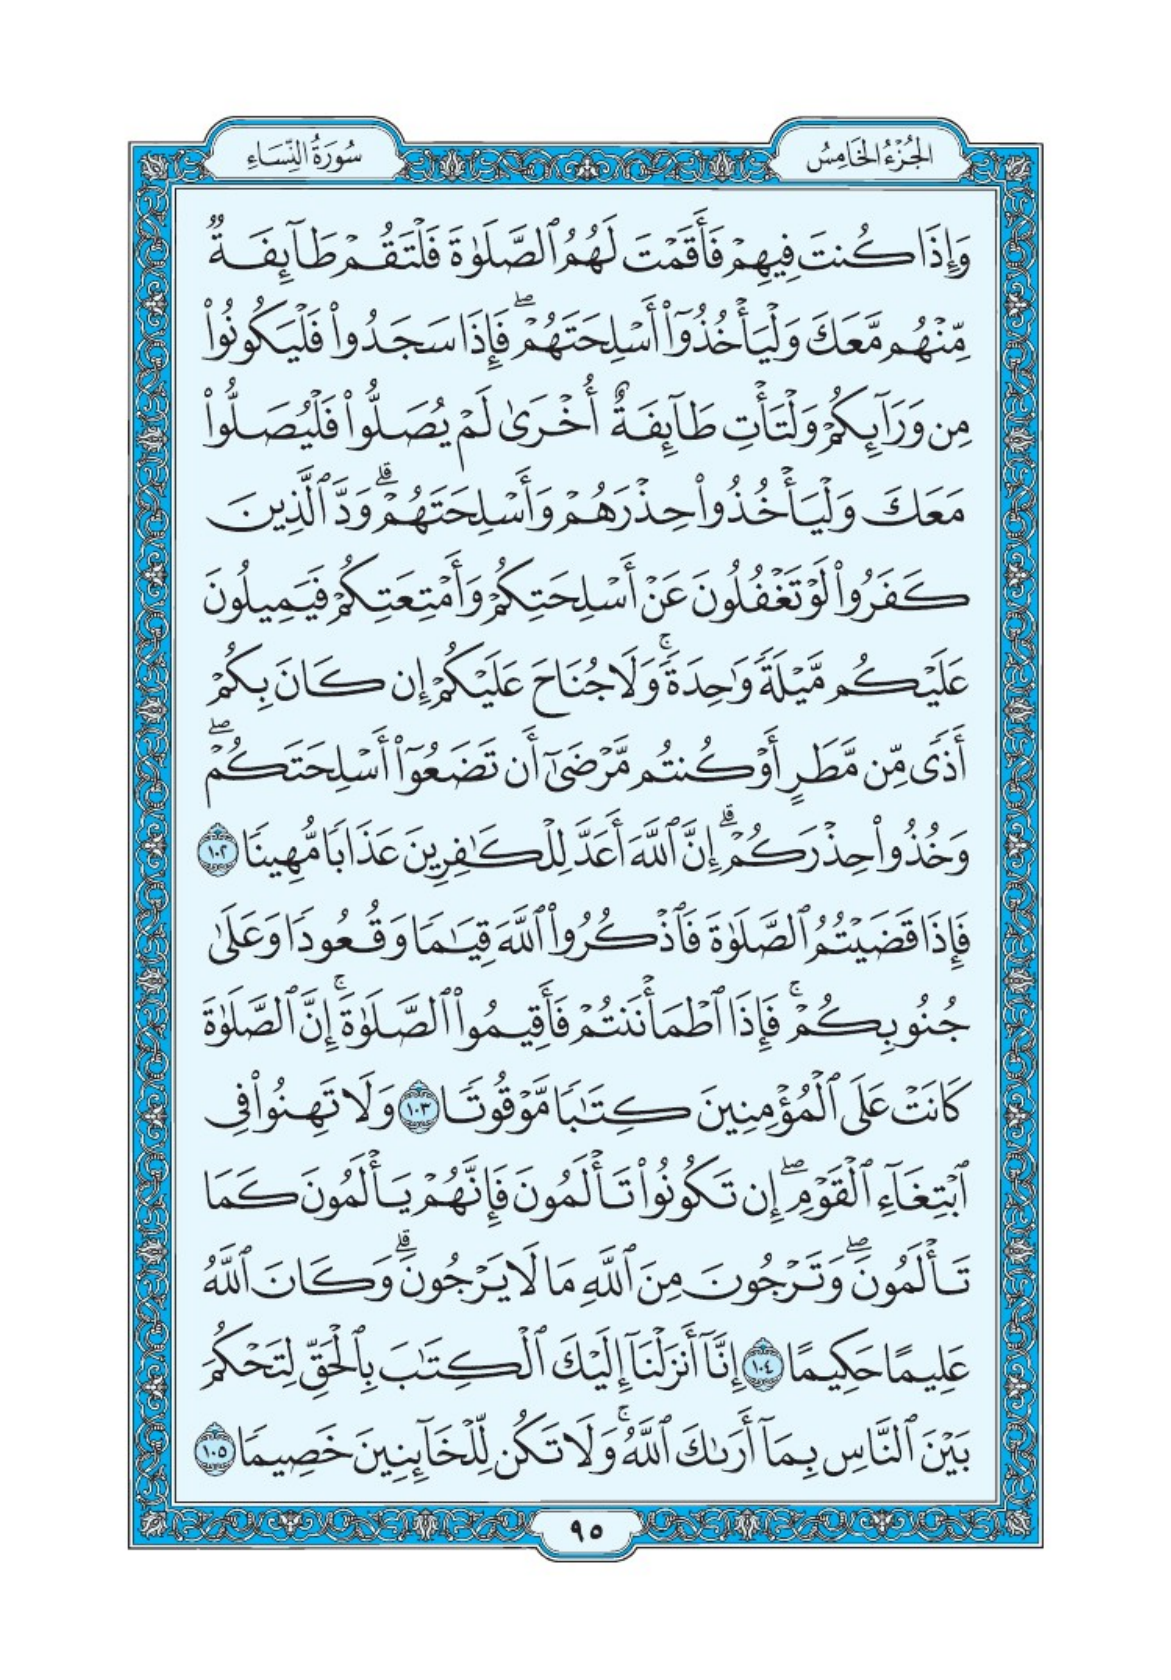 الجُزْءُ الخَامِسُ
سُورَةُ النِّسَاءِ
وَإِذَا كُنتَ فِيهِمْ فَأَقَمْتَ لَهُمُ ٱلصَّلَوٰةَ فَلْتَقُمْ طَآئِفَةٌ
مِّنْهُم مَّعَكَ وَلْيَأْخُذُوٓا۟ أَسْلِحَتَهُمْ ۖ فَإِذَا سَجَدُوا۟ فَلْيَكُونُوا۟
مِن وَرَآئِكُمْ وَلْتَأْتِ طَآئِفَةٌ أُخْرَىٰ لَمْ يُصَلُّوا۟ فَلْيُصَلُّوا۟
مَعَكَ وَلْيَأْخُذُوا۟ حِذْرَهُمْ وَأَسْلِحَتَهُمْ ۗ وَدَّ ٱلَّذِينَ
كَفَرُوا۟ لَوْ تَغْفُلُونَ عَنْ أَسْلِحَتِكُمْ وَأَمْتِعَتِكُمْ فَيَمِيلُونَ
عَلَيْكُم مَّيْلَةً وَٰحِدَةً ۚ وَلَا جُنَاحَ عَلَيْكُمْ إِن كَانَ بِكُمْ
أَذًى مِّن مَّطَرٍ أَوْ كُنتُم مَّرْضَىٰٓ أَن تَضَعُوٓا۟ أَسْلِحَتَكُمْ ۖ
وَخُذُوا۟ حِذْرَكُمْ ۗ إِنَّ ٱللَّهَ أَعَدَّ لِلْكَـٰفِرِينَ عَذَابًا مُّهِينًا ١٠٢
فَإِذَا قَضَيْتُمُ ٱلصَّلَوٰةَ فَٱذْكُرُوا۟ ٱللَّهَ قِيَـٰمًا وَقُعُودًا وَعَلَىٰ
جُنُوبِكُمْ ۚ فَإِذَا ٱطْمَأْنَنتُمْ فَأَقِيمُوا۟ ٱلصَّلَوٰةَ ۚ إِنَّ ٱلصَّلَوٰةَ
كَانَتْ عَلَى ٱلْمُؤْمِنِينَ كِتَـٰبًا مَّوْقُوتًا ١٠٣ وَلَا تَهِنُوا۟ فِى
ٱبْتِغَآءِ ٱلْقَوْمِ ۖ إِن تَكُونُوا۟ تَأْلَمُونَ فَإِنَّهُمْ يَأْلَمُونَ كَمَا
تَأْلَمُونَ ۖ وَتَرْجُونَ مِنَ ٱللَّهِ مَا لَا يَرْجُونَ ۗ وَكَانَ ٱللَّهُ
عَلِيمًا حَكِيمًا ١٠٤ إِنَّآ أَنزَلْنَآ إِلَيْكَ ٱلْكِتَـٰبَ بِٱلْحَقِّ لِتَحْكُمَ
بَيْنَ ٱلنَّاسِ بِمَآ أَرَىٰكَ ٱللَّهُ ۚ وَلَا تَكُن لِّلْخَآئِنِينَ خَصِيمًا ١٠٥
٩٥